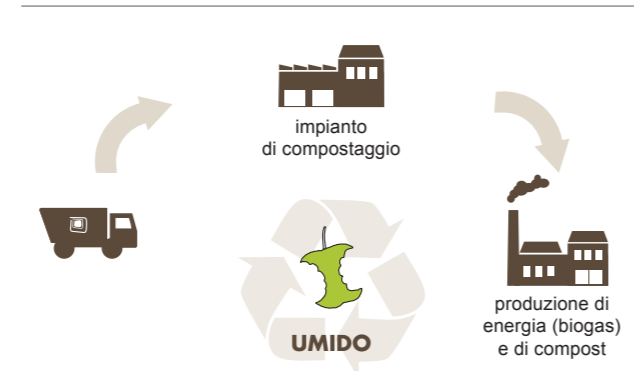 impianto
di compostaggio
UMIDO
produzione di
energia (biogas)
e di compost